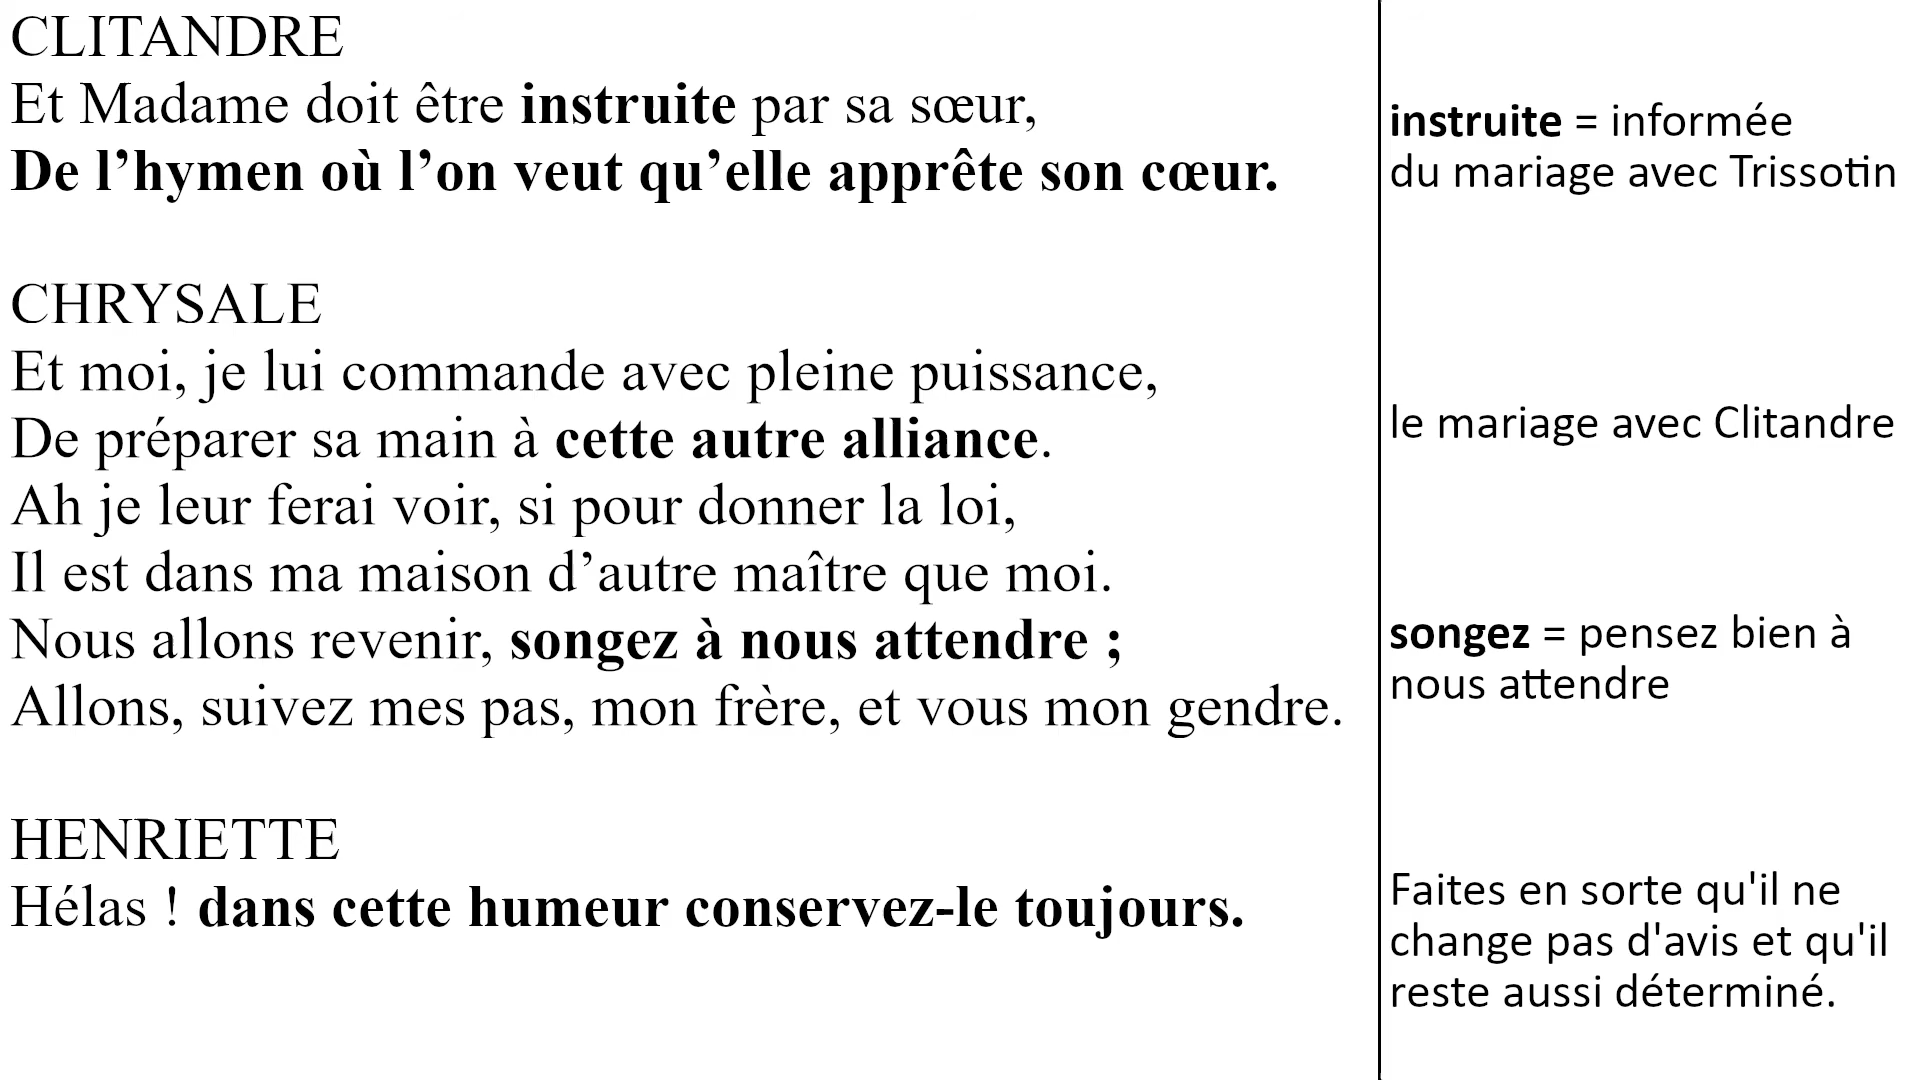 CLITANDRE
Et Madame doit être instruite par sa sœur,
De l’hymen où l’on veut qu’elle apprête son cœur.
CHRYSALE
Et moi, je lui commande avec pleine puissance,
De préparer sa main à cette autre alliance.
Ah je leur ferai voir, si pour donner la loi,
Il est dans ma maison d’autre maître que moi.
Nous allons revenir, songez à nous attendre ;
Allons, suivez mes pas, mon frère, et vous mon gendre.
HENRIETTE
Hélas ! dans cette humeur conservez-le toujours.
instruite = informée
du mariage avec Trissotin
le mariage avec Clitandre
songez = pensez bien à
nous attendre
Faites en sorte qu'il ne
change pas d'avis et qu'il
reste aussi déterminé.